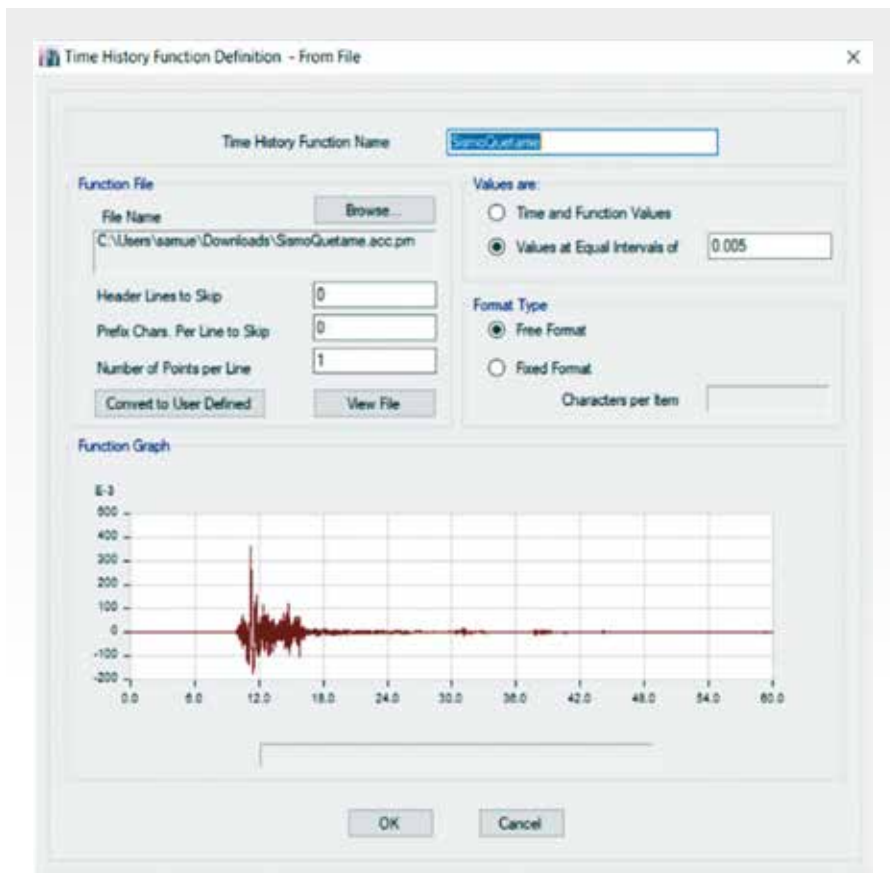 Time History Function Definition - From File
Time History Function Name
SismoQuetame
Function File
File Name
Browse...
C:\Users\samue\Downloads\SismoQuetame.acc.pm
Header Lines to Skip
0
Prefix Chars. Per Line to Skip
0
Number of Points per Line
1
Convert to User Defined
View File
Values are:
Time and Function Values
Values at Equal Intervals of
0.005
Format Type
Free Format
Fixed Format
Characters per Item
Function Graph
E-3
500
400
300
200
100
0
-100
-200
0.0 6.0 12.0 18.0 24.0 30.0 36.0 42.0 48.0 54.0 60.0
OK
Cancel